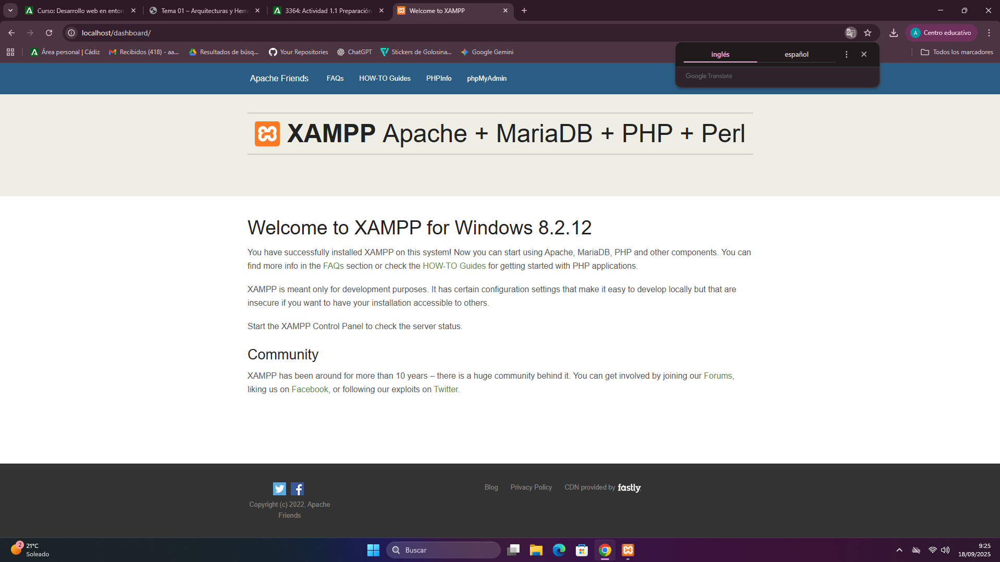 Curso: Desarrollo web en entorn
Tema 01 – Arquitecturas y Herra
3364: Actividad 1.1 Preparación
Welcome to XAMPP
localhost/dashboard/
A Centro educativo
Área personal | Cádiz
Recibidos (418) - aa...
Resultados de búsq...
Your Repositories
ChatGPT
Stickers de Golosina...
Google Gemini
Todos los marcadores
inglés
español
Google Translate
Apache Friends
FAQs
HOW-TO Guides
PHPInfo
phpMyAdmin
XAMPP Apache + MariaDB + PHP + Perl
Welcome to XAMPP for Windows 8.2.12
You have successfully installed XAMPP on this system! Now you can start using Apache, MariaDB, PHP and other components. You can
find more info in the FAQs section or check the HOW-TO Guides for getting started with PHP applications.
XAMPP is meant only for development purposes. It has certain configuration settings that make it easy to develop locally but that are
insecure if you want to have your installation accessible to others.
Start the XAMPP Control Panel to check the server status.
Community
XAMPP has been around for more than 10 years – there is a huge community behind it. You can get involved by joining our Forums,
liking us on Facebook, or following our exploits on Twitter.
Blog
Privacy Policy
CDN provided by fastly
Copyright (c) 2022, Apache
Friends
2
21°C
Soleado
Buscar
9:25
18/09/2025